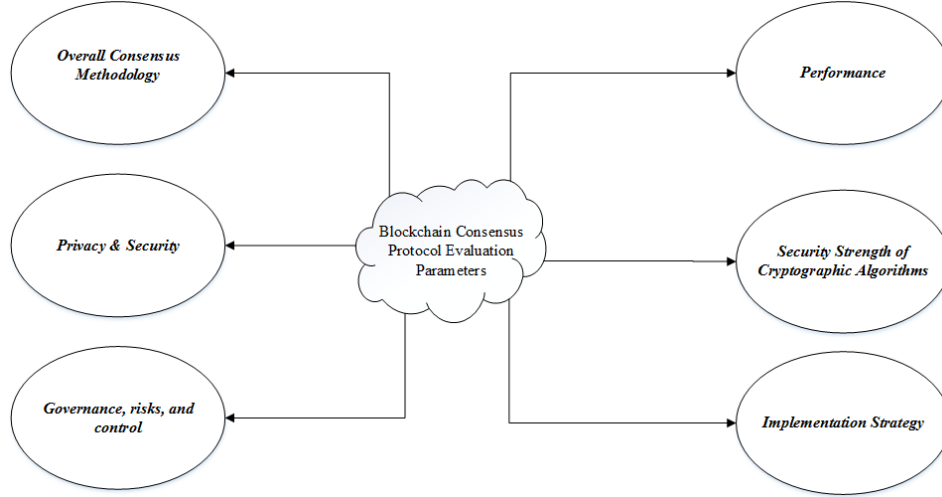 Overall Consensus
Methodology
Performance
Blockchain Consensus
Protocol Evaluation
Parameters
Privacy & Security
Security Strength of
Cryptographic Algorithms
Governance, risks, and
control
Implementation Strategy